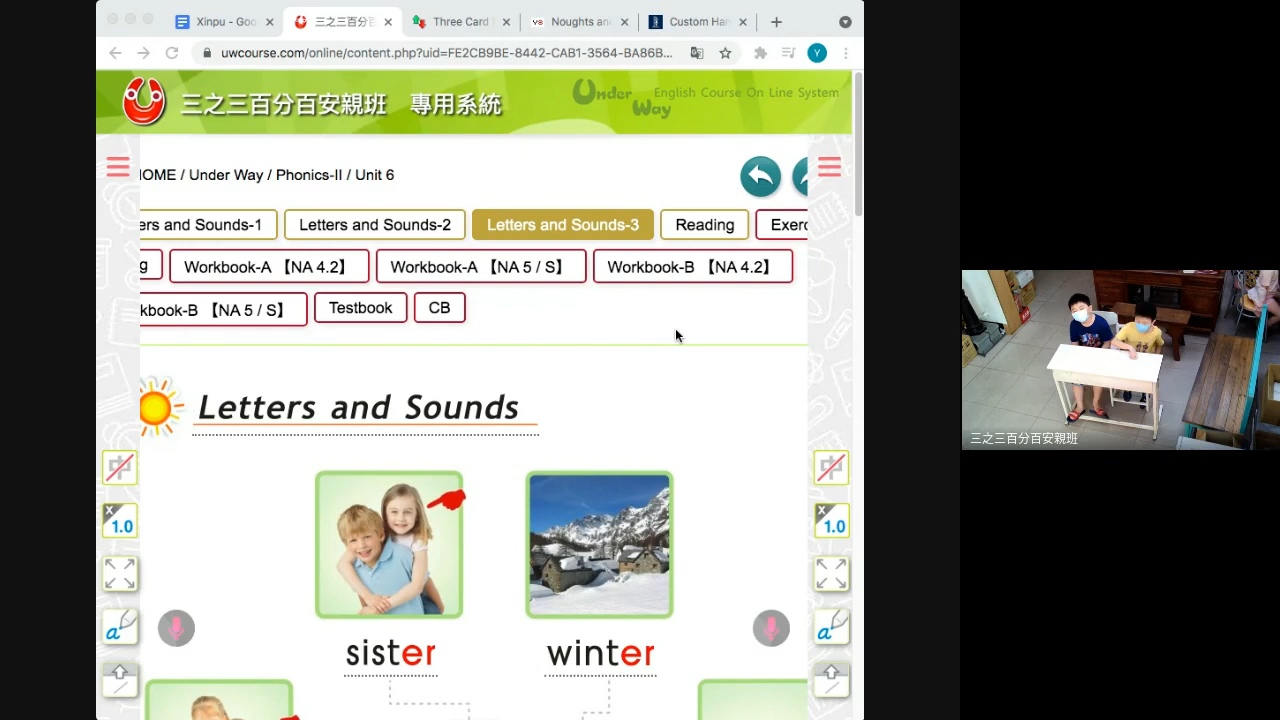 Xinpu - Goo
三之三百分百
Three Card
Noughts and
Custom Han
uwcourse.com/online/content.php?uid=FE2CB9BE-8442-CAB1-3564-BA86B...
Y
三之三百分百安親班 專用系統
Under Way
English Course On Line System
OME / Under Way / Phonics-II / Unit 6
ers and Sounds-1
Letters and Sounds-2
Letters and Sounds-3
Reading
Exerc
g
Workbook-A 【NA 4.2】
Workbook-A 【NA 5 / S】
Workbook-B 【NA 4.2】
kbook-B 【NA 5 / S】
Testbook
CB
Letters and Sounds
中
中
x 1.0
x 1.0
a
a
sister
winter
三之三百分百安親班